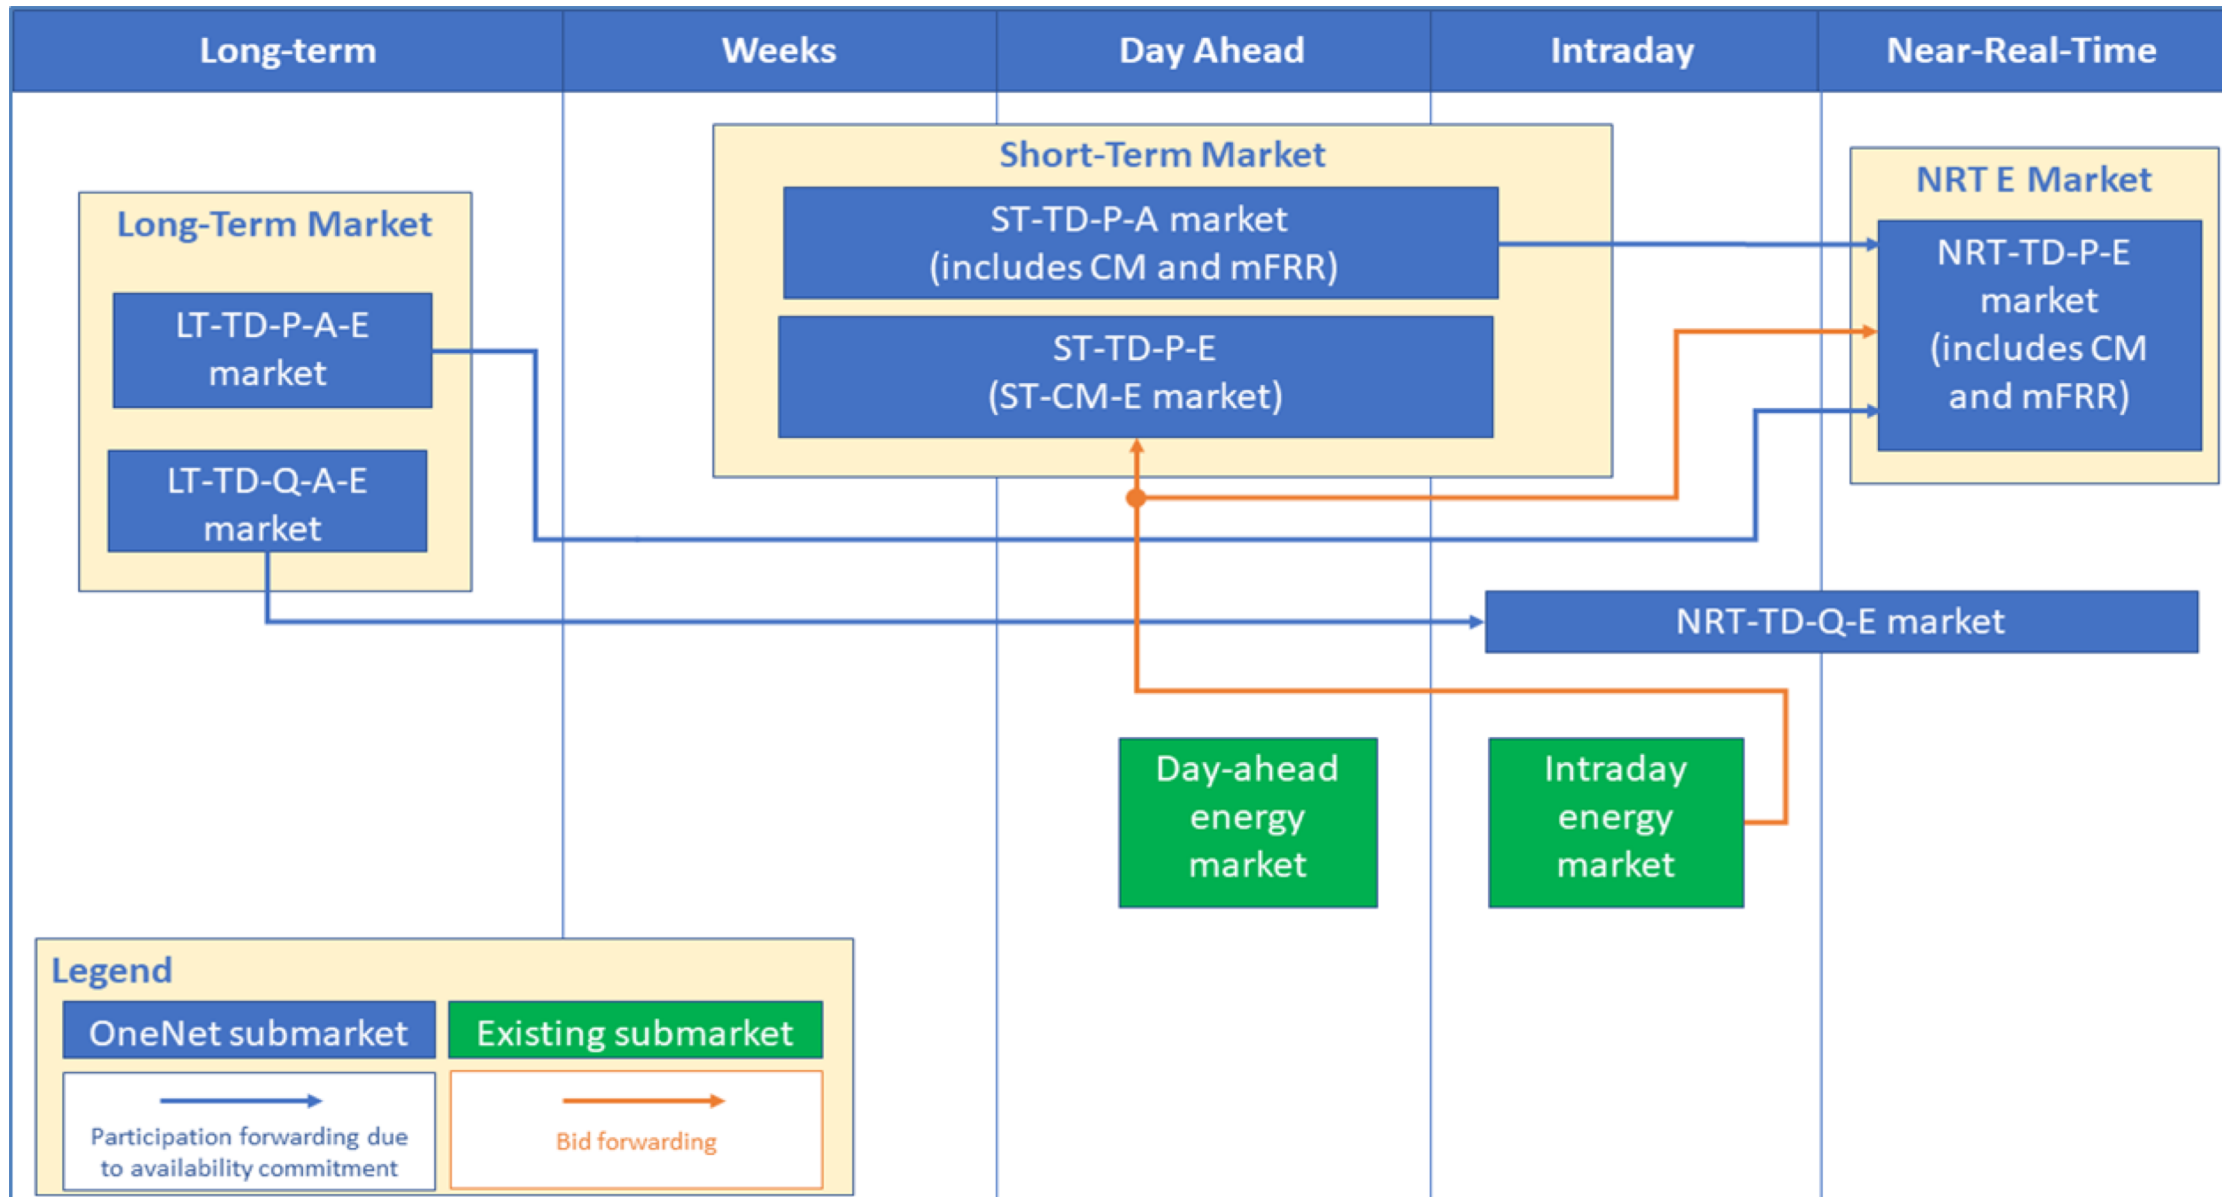 Long-term
Weeks
Day Ahead
Intraday
Near-Real-Time
Long-Term Market
LT-TD-P-A-E
market
LT-TD-Q-A-E
market
Short-Term Market
ST-TD-P-A market
(includes CM and mFRR)
ST-TD-P-E
(ST-CM-E market)
NRT E Market
NRT-TD-P-E
market
(includes CM
and mFRR)
NRT-TD-Q-E market
Day-ahead
energy
market
Intraday
energy
market
Legend
OneNet submarket
Existing submarket
Participation forwarding due
to availability commitment
Bid forwarding